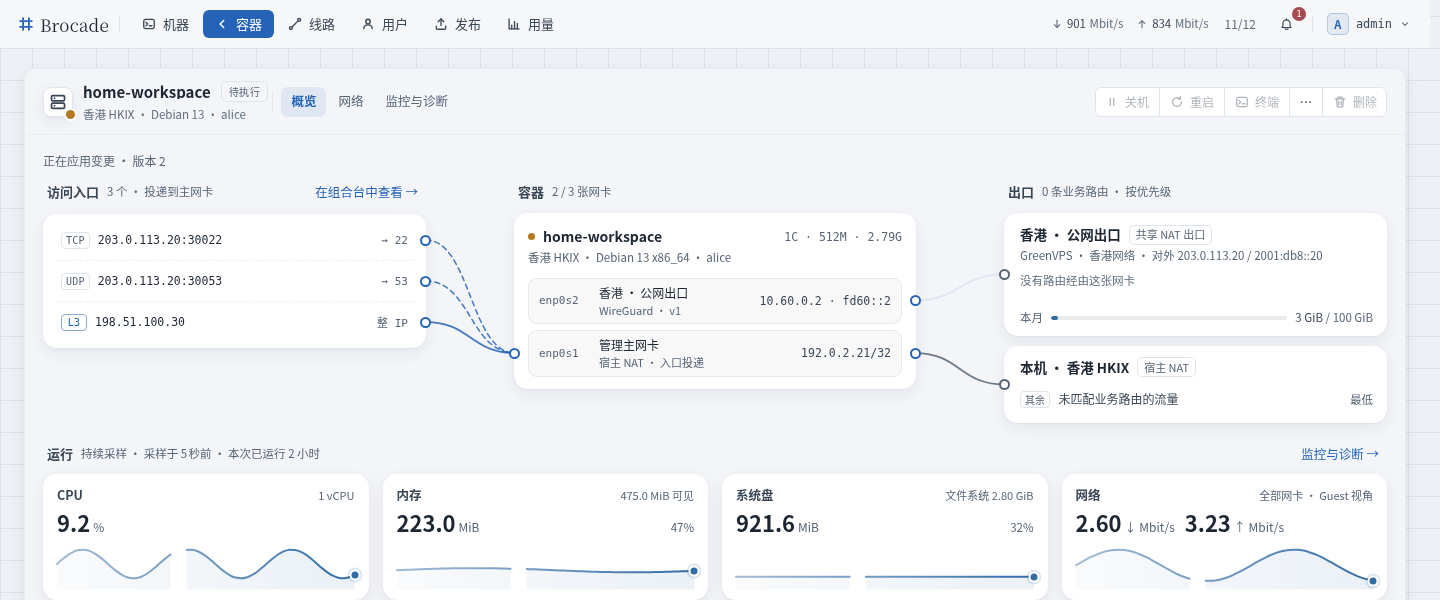 Brocade
机器
容器
线路
用户
发布
用量
↓ 901 Mbit/s ↑ 834 Mbit/s 11/12
1
A admin
home-workspace 待执行
香港 HKIX • Debian 13 • alice
概览 网络 监控与诊断
关机 重启 终端 ··· 删除
正在应用变更 • 版本 2
访问入口 3 个 • 投递到主网卡 在组合台中查看 →
TCP 203.0.113.20:30022 → 22
UDP 203.0.113.20:30053 → 53
L3 198.51.100.30 整 IP
容器 2 / 3 张网卡
home-workspace 1C · 512M · 2.79G
香港 HKIX • Debian 13 x86_64 • alice
enp0s2 香港 • 公网出口 10.60.0.2 · fd60::2
WireGuard • v1
enp0s1 管理主网卡 192.0.2.21/32
宿主 NAT • 入口投递
出口 0 条业务路由 • 按优先级
香港 • 公网出口 共享 NAT 出口
GreenVPS • 香港网络 • 对外 203.0.113.20 / 2001:db8::20
没有路由经由这张网卡
本月 3 GiB / 100 GiB
本机 • 香港 HKIX 宿主 NAT
其余 未匹配业务路由的流量 最低
运行 持续采样 • 采样于 5 秒前 • 本次已运行 2 小时 监控与诊断 →
CPU 1 vCPU
9.2 %
内存 475.0 MiB 可见
223.0 MiB 47%
系统盘 文件系统 2.80 GiB
921.6 MiB 32%
网络 全部网卡 • Guest 视角
2.60 ↓ Mbit/s 3.23 ↑ Mbit/s